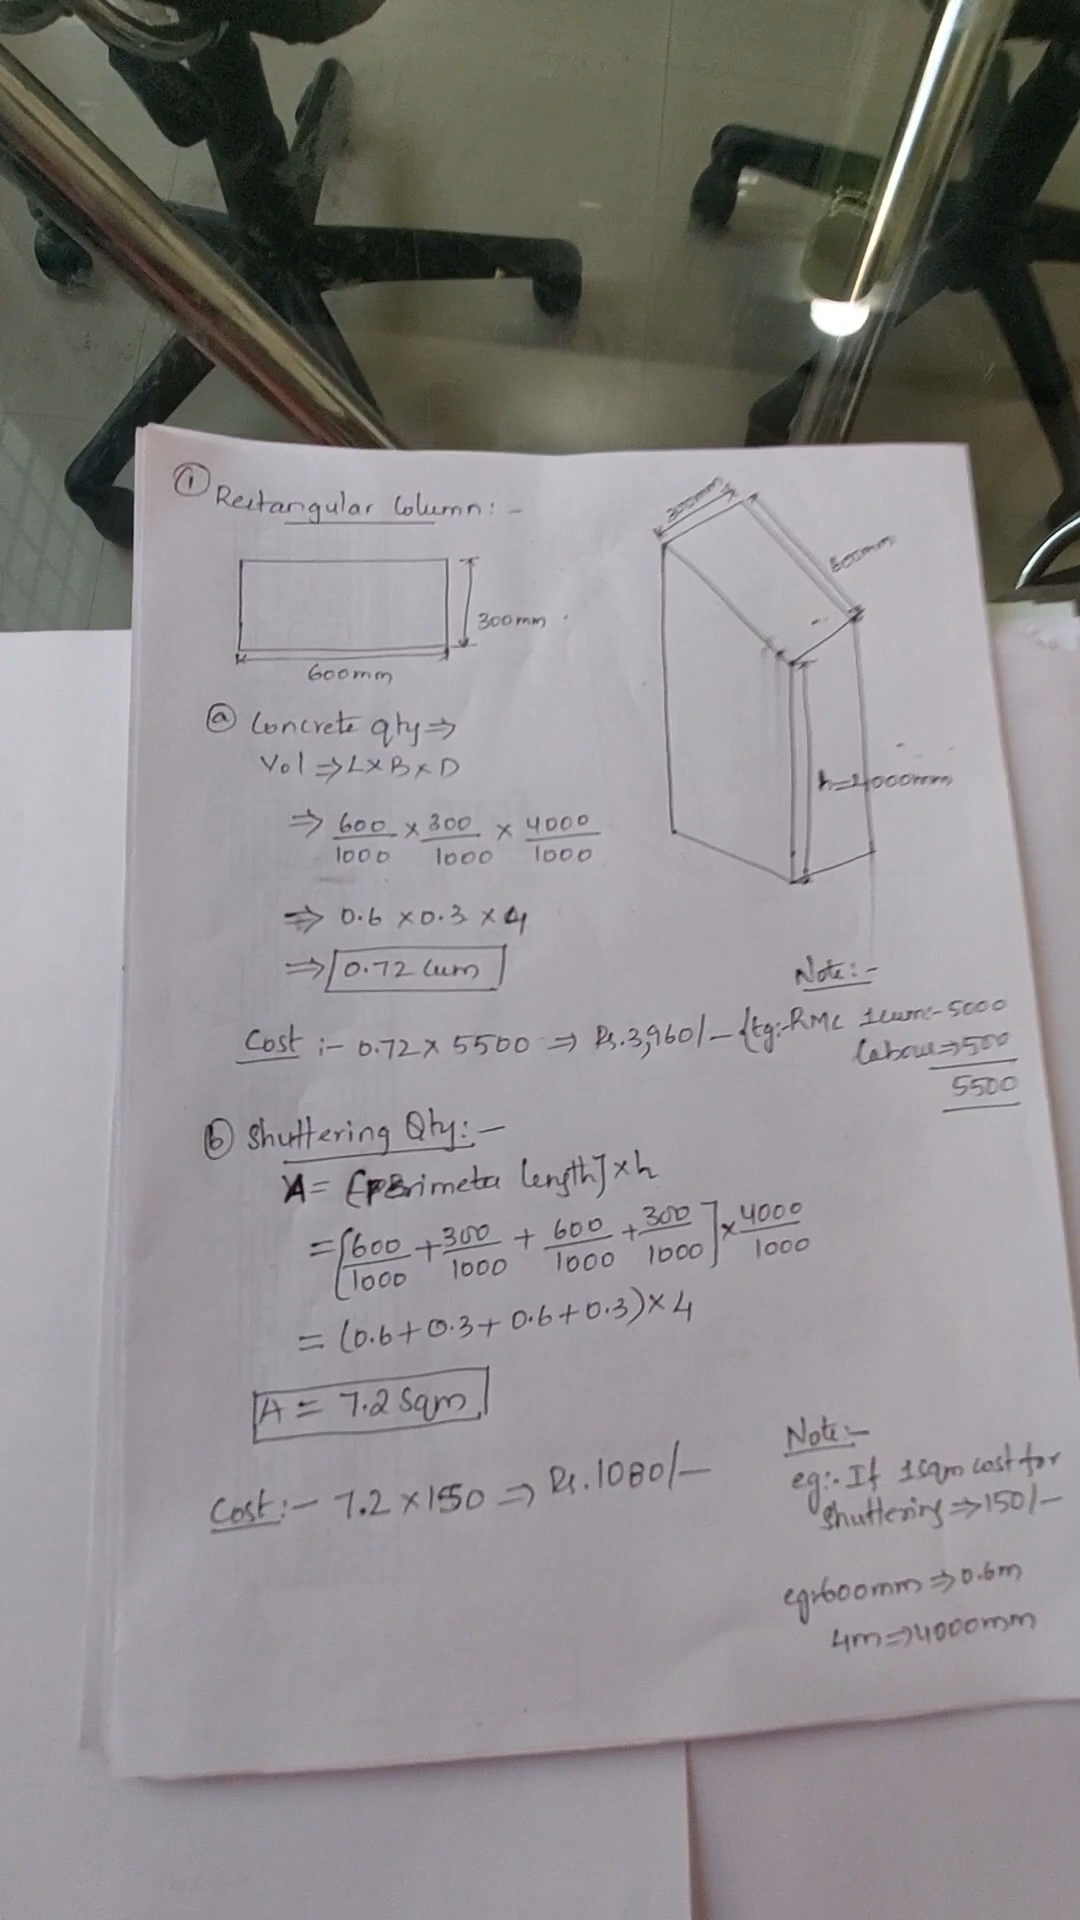 ① Rectangular Column:-
300mm
600mm
300mm
600mm
h=4000mm
ⓐ Concrete qty ⇒
Vol ⇒ L×B×D
⇒ 600/1000 × 300/1000 × 4000/1000
⇒ 0.6 × 0.3 × 4
⇒ 0.72 Cum
Note:-
Cost :- 0.72 × 5500 ⇒ Rs.3,960/- {Eg:- RMC 1cum - 5000
labour ⇒ 500
5500
ⓑ Shuttering Qty:-
A = [Perimeter length] × h
= [600/1000 + 300/1000 + 600/1000 + 300/1000] × 4000/1000
= (0.6 + 0.3 + 0.6 + 0.3) × 4
A = 7.2 Sqm
Cost:- 7.2 × 150 ⇒ Rs.1080/-
Note:-
eg:- If 1sqm cost for
Shuttering ⇒ 150/-
eg:- 600mm ⇒ 0.6m
4m ⇒ 4000mm